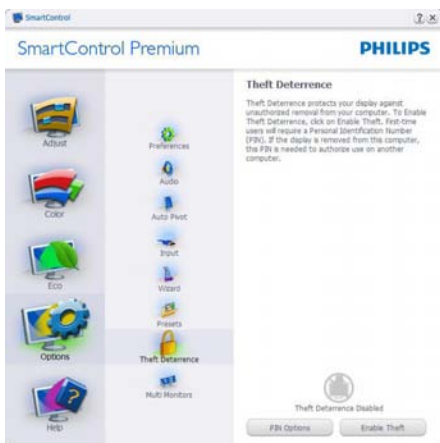 SmartControl
SmartControl Premium
PHILIPS
Adjust
Color
Eco
Options
Help
Preferences
Audio
Auto Pivot
Input
Wizard
Presets
Theft Deterrence
Multi Monitors
Theft Deterrence
Theft Deterrence protects your display against
unauthorized removal from your computer. To Enable
Theft Deterrence, click on Enable Theft. First-time
users will require a Personal Identification Number
(PIN). If the display is removed from this computer,
this PIN is needed to authorize use on another
computer.
Theft Deterrence Disabled
PIN Options
Enable Theft